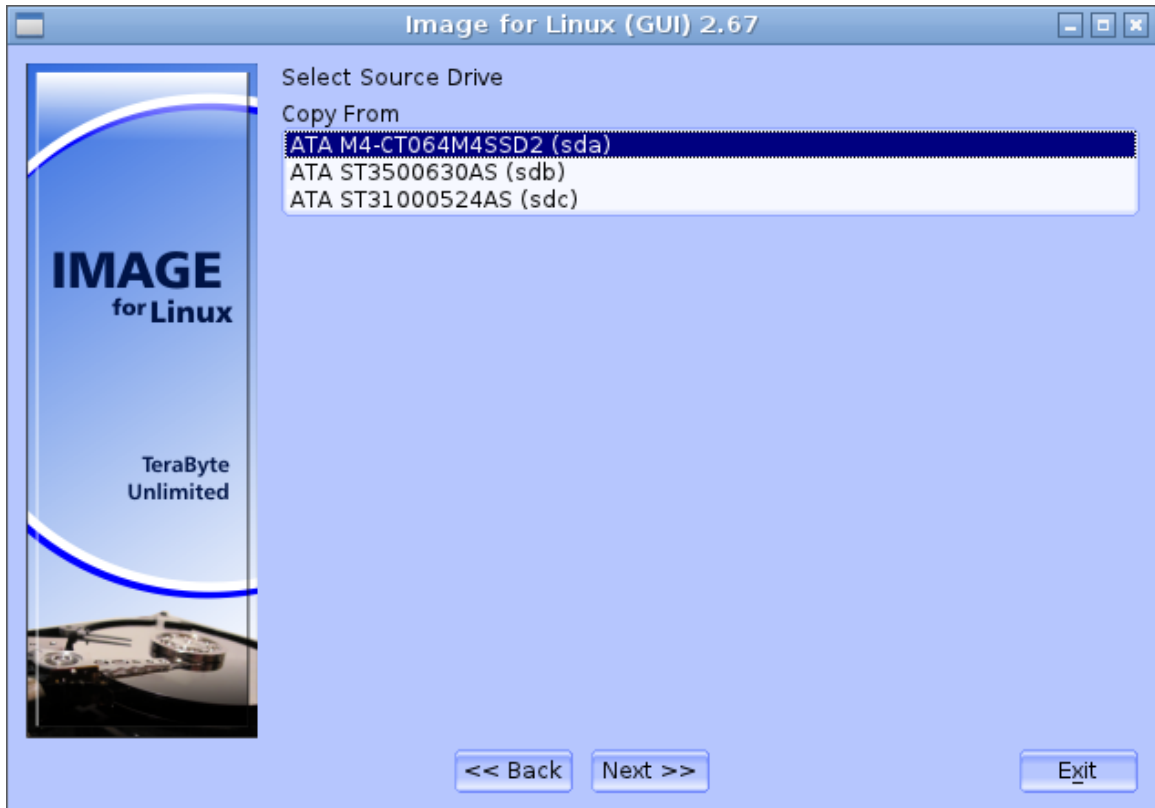 Image for Linux (GUI) 2.67
Select Source Drive
Copy From
ATA M4-CT064M4SSD2 (sda)
ATA ST3500630AS (sdb)
ATA ST31000524AS (sdc)
IMAGE
for Linux
TeraByte
Unlimited
<< Back
Next >>
Exit